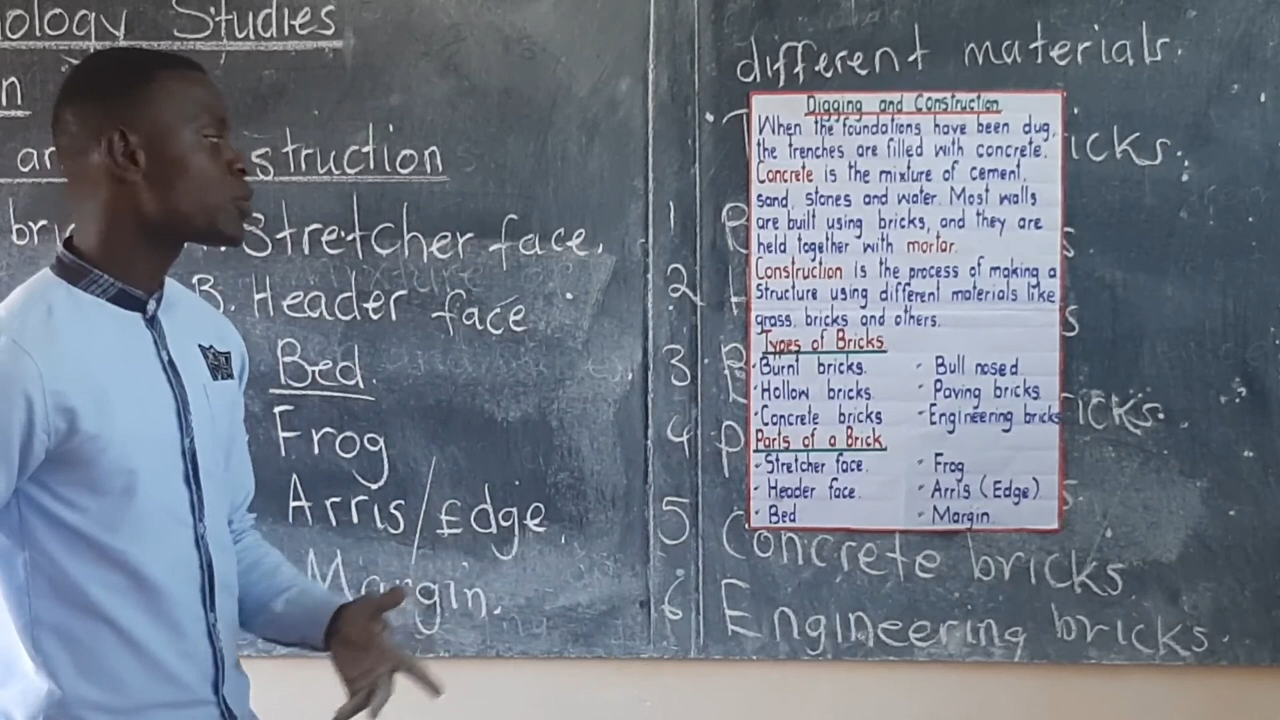 ology Studies
n
an struction
bri Stretcher face.
B. Header face
Bed.
Frog
Arris/Edge.
Margin.
different materials.
icks.
1 B s
2 H s
3 B ricks.
4 P s
5 Concrete bricks.
6 Engineering bricks.
Digging and Construction
When the foundations have been dug,
the trenches are filled with concrete.
Concrete is the mixture of cement,
sand, stones and water. Most walls
are built using bricks, and they are
held together with mortar.
Construction is the process of making a
structure using different materials like
grass, bricks and others.
Types of Bricks
· Burnt bricks. · Bull nosed.
· Hollow bricks. · Paving bricks.
· Concrete bricks · Engineering bricks
Parts of a Brick.
· Stretcher face. · Frog.
· Header face. · Arris (Edge)
· Bed · Margin.